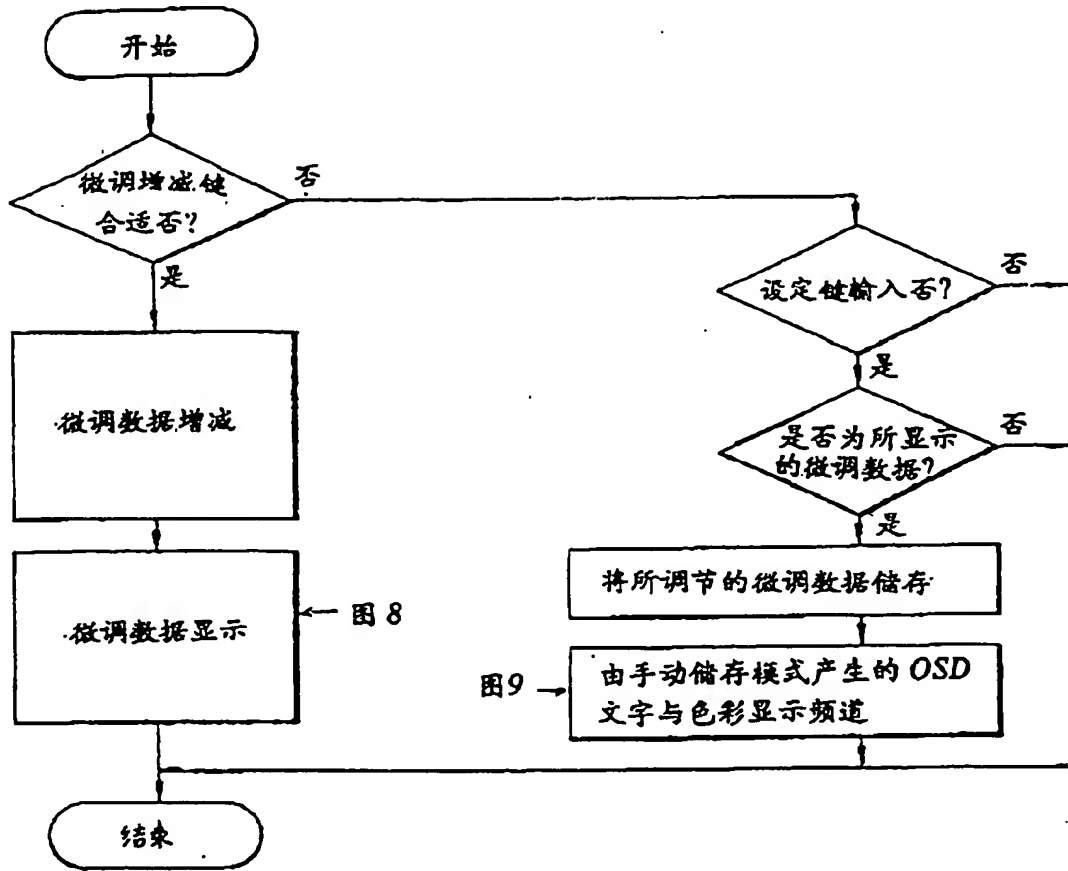 开始
微调增减键
合适否?
否
是
设定键输入否?
否
是
微调数据增减
是否为所显示
的微调数据?
否
是
将所调节的微调数据储存
微调数据显示
图 8
图9
由手动储存模式产生的 OSD
文字与色彩显示频道
结束